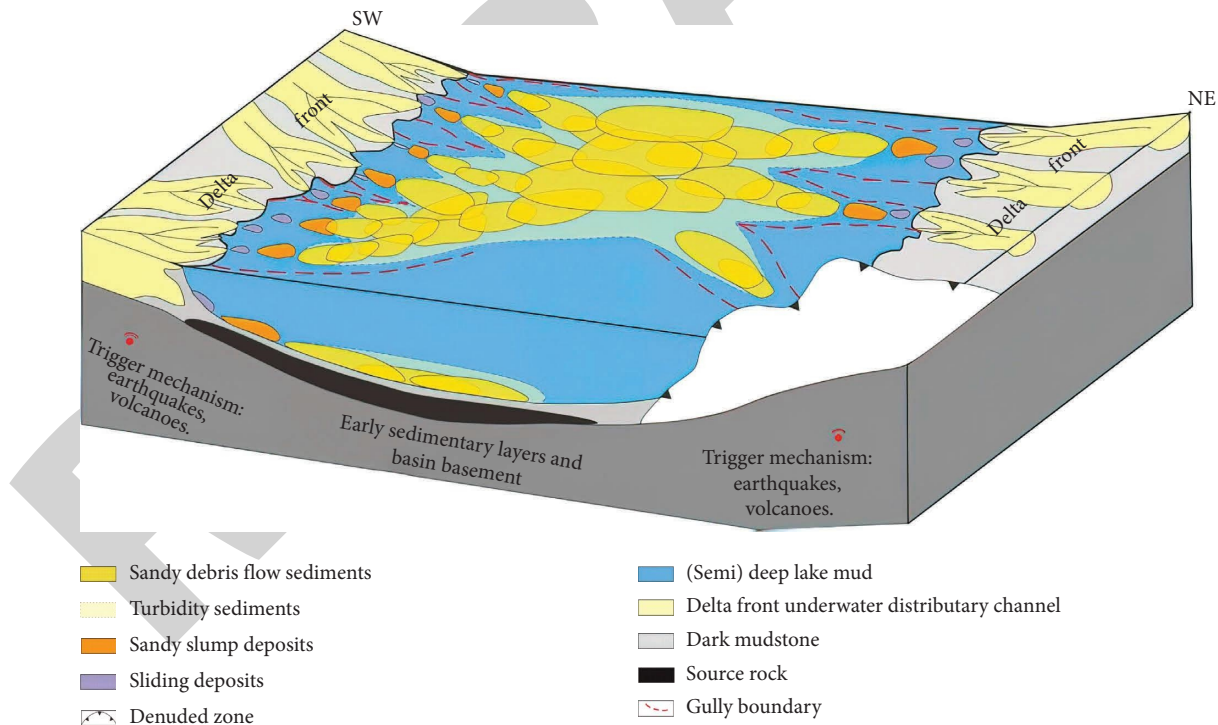 SW
NE
front
Delta
front
Delta
Trigger mechanism:
earthquakes,
volcanoes.
Early sedimentary layers and
basin basement
Trigger mechanism:
earthquakes,
volcanoes.
Sandy debris flow sediments
Turbidity sediments
Sandy slump deposits
Sliding deposits
Denuded zone
(Semi) deep lake mud
Delta front underwater distributary channel
Dark mudstone
Source rock
Gully boundary